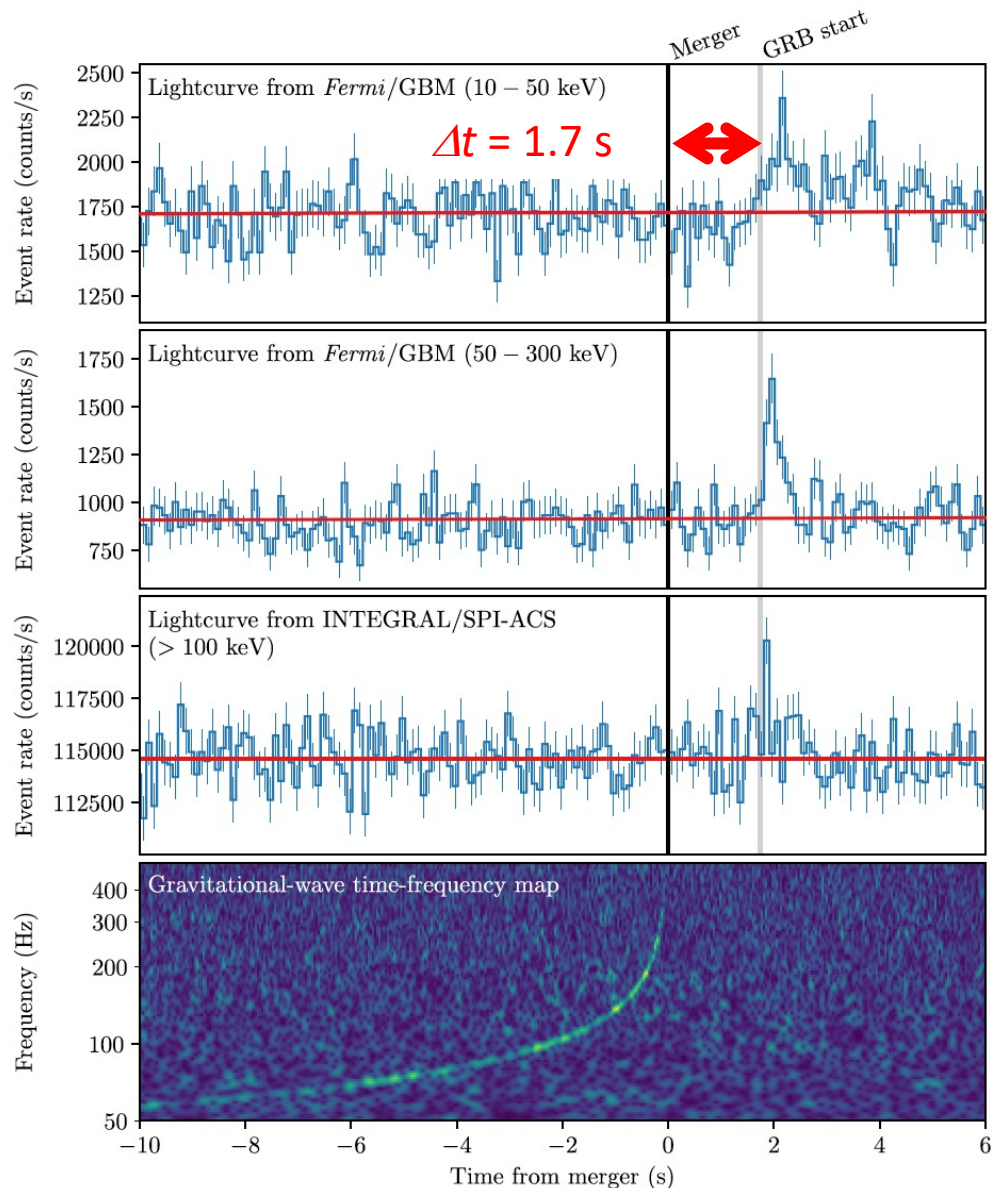 Merger
GRB start
Lightcurve from Fermi/GBM (10 − 50 keV)
Δt = 1.7 s
Event rate (counts/s)
2500
2250
2000
1750
1500
1250
Lightcurve from Fermi/GBM (50 − 300 keV)
Event rate (counts/s)
1750
1500
1250
1000
750
Lightcurve from INTEGRAL/SPI-ACS
(> 100 keV)
Event rate (counts/s)
120000
117500
115000
112500
Gravitational-wave time-frequency map
Frequency (Hz)
400
300
200
100
50
−10 −8 −6 −4 −2 0 2 4 6
Time from merger (s)